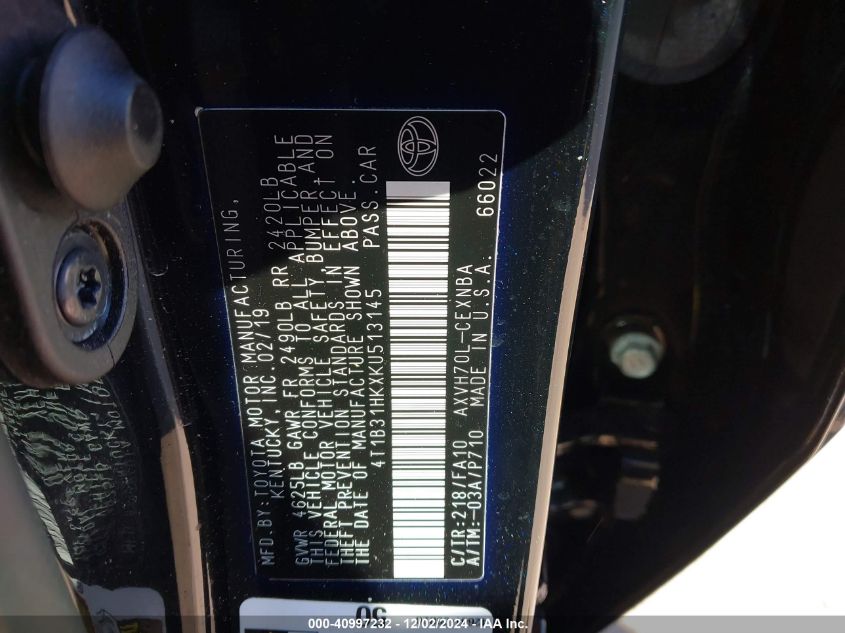 MFD.BY:TOYOTA MOTOR MANUFACTURING,
KENTUCKY, INC. 02/19
GVWR 4625LB GAWR FR 2490LB RR 2420LB
THIS VEHICLE CONFORMS TO ALL APPLICABLE
FEDERAL MOTOR VEHICLE SAFETY, BUMPER, AND
THEFT PREVENTION STANDARDS IN EFFECT ON
THE DATE OF MANUFACTURE SHOWN ABOVE.
4T1B31HKXKU513145 PASS.CAR
C/TR:218/FA10 AXVH70L-CEXNBA
A/TM:-03A/P710 MADE IN U.S.A. 66022
000-40997232 - 12/02/2024 - IAA Inc.